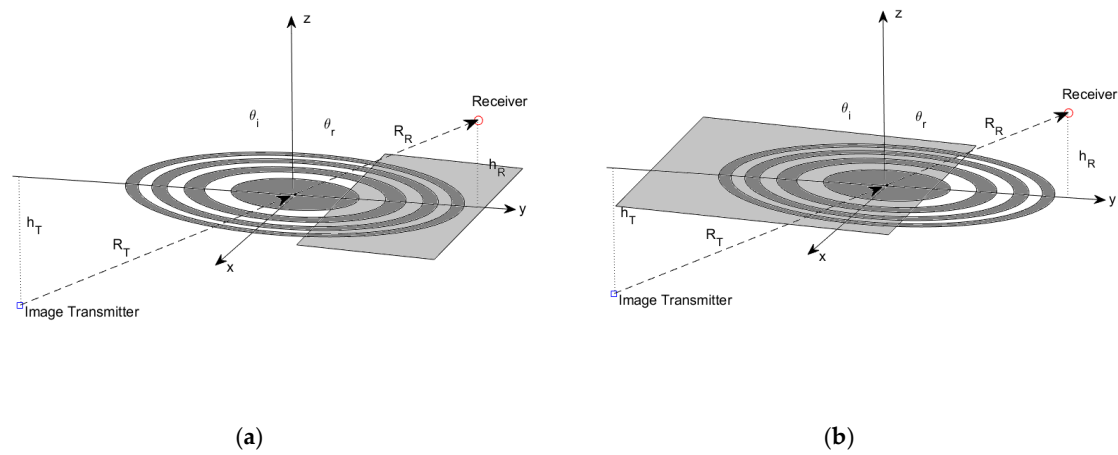 z
Receiver
θi
θr
RR
hR
y
hT
RT
x
Image Transmitter
(a)
z
Receiver
θi
θr
RR
hR
y
hT
RT
x
Image Transmitter
(b)